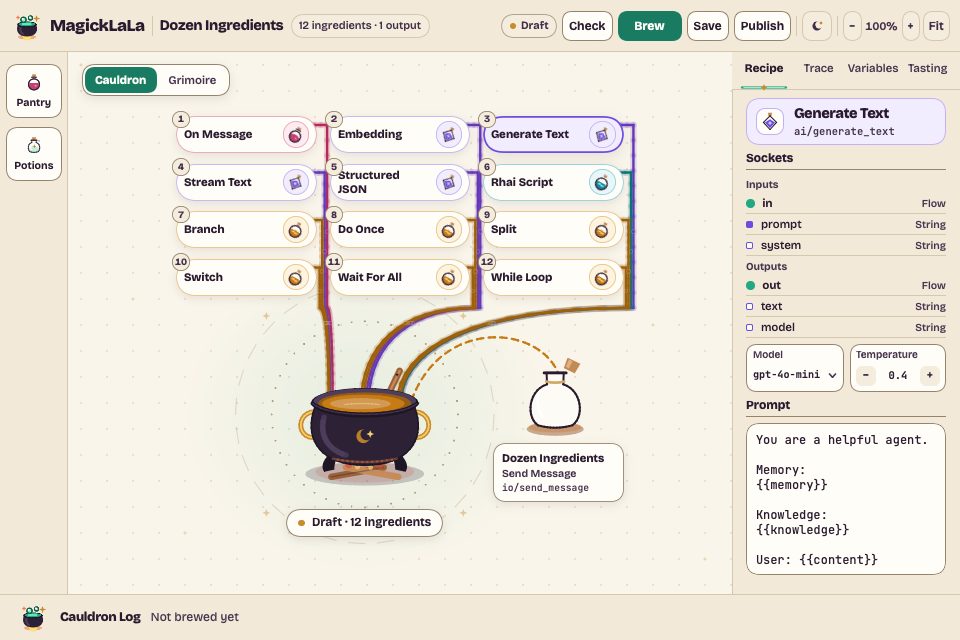 MagickLaLa Dozen Ingredients 12 ingredients · 1 output Draft Check Brew Save Publish − 100% + Fit
Pantry
Potions
Cauldron Grimoire
1 On Message 2 Embedding 3 Generate Text
4 Stream Text 5 Structured JSON 6 Rhai Script
7 Branch 8 Do Once 9 Split
10 Switch 11 Wait For All 12 While Loop
Dozen Ingredients
Send Message
io/send_message
Draft · 12 ingredients
Recipe Trace Variables Tasting
Generate Text
ai/generate_text
Sockets
Inputs
in Flow
prompt String
system String
Outputs
out Flow
text String
model String
Model Temperature
gpt-4o-mini − 0.4 +
Prompt
You are a helpful agent.
Memory:
{{memory}}
Knowledge:
{{knowledge}}
User: {{content}}
Cauldron Log Not brewed yet